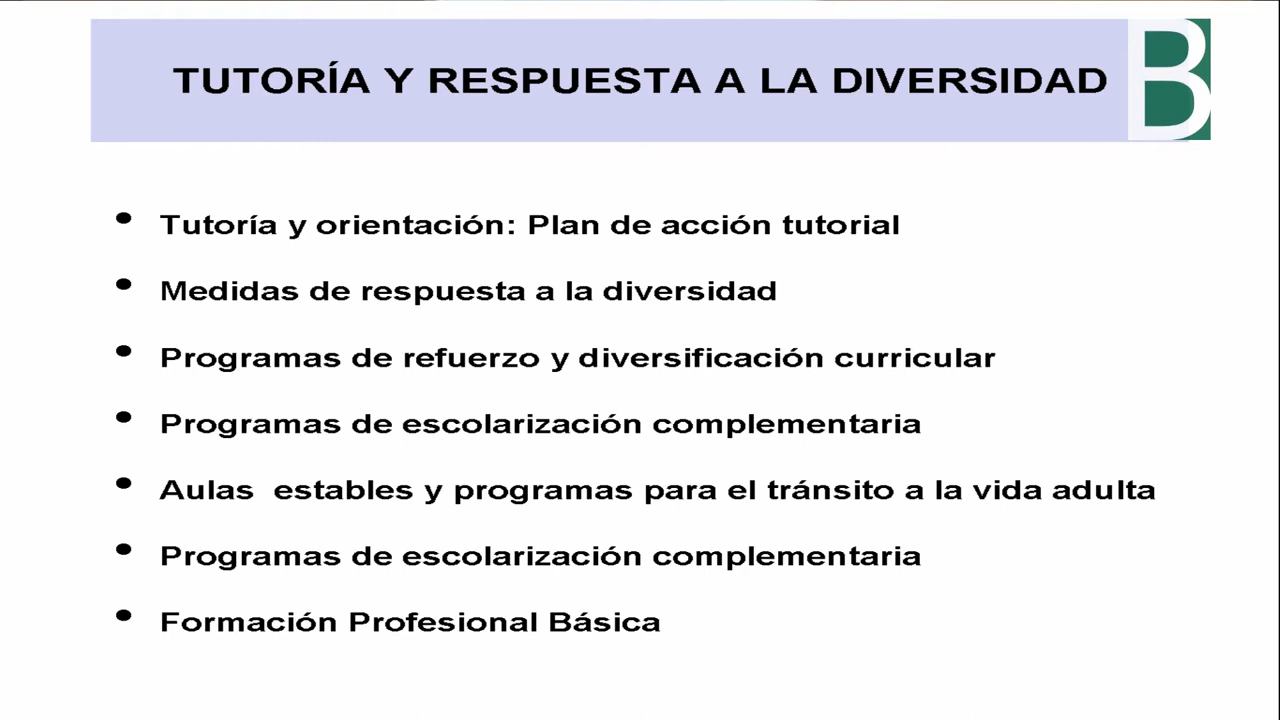 TUTORÍA Y RESPUESTA A LA DIVERSIDAD
B
• Tutoría y orientación: Plan de acción tutorial
• Medidas de respuesta a la diversidad
• Programas de refuerzo y diversificación curricular
• Programas de escolarización complementaria
• Aulas  estables y programas para el tránsito a la vida adulta
• Programas de escolarización complementaria
• Formación Profesional Básica